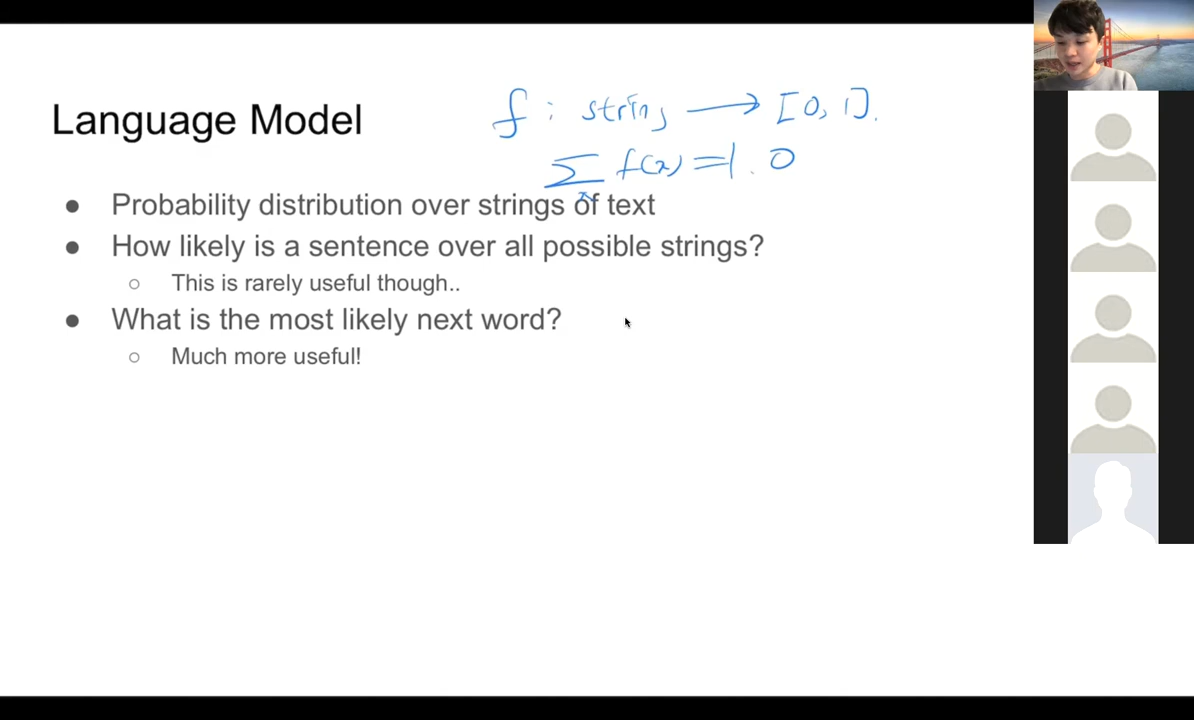 f : string → [0, 1].
Language Model
Σ f(x) = 1.0
x
● Probability distribution over strings of text
● How likely is a sentence over all possible strings?
○ This is rarely useful though..
● What is the most likely next word?
○ Much more useful!